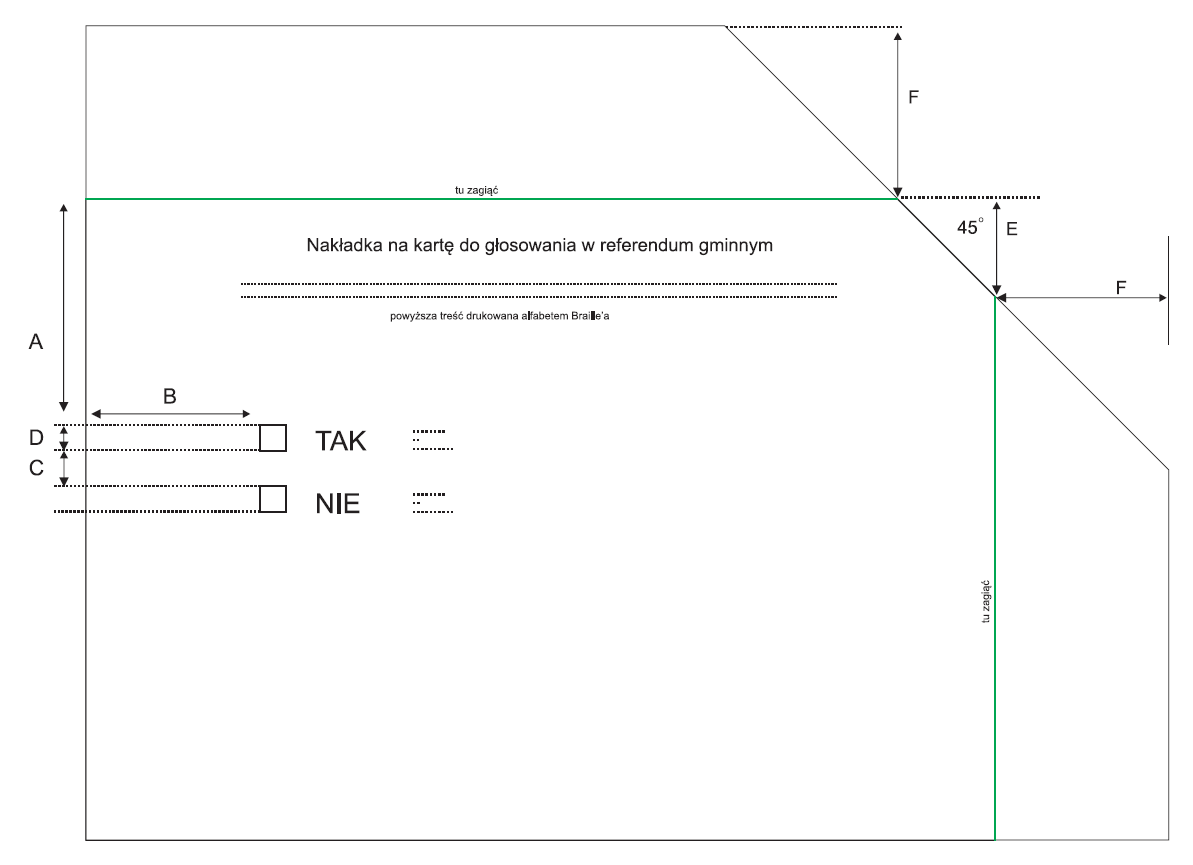 F
tu zagiąć
45°
E
Nakładka na kartę do głosowania w referendum gminnym
F
powyższa treść drukowana alfabetem Braille'a
A
B
D
TAK
C
NIE
tu zagiąć